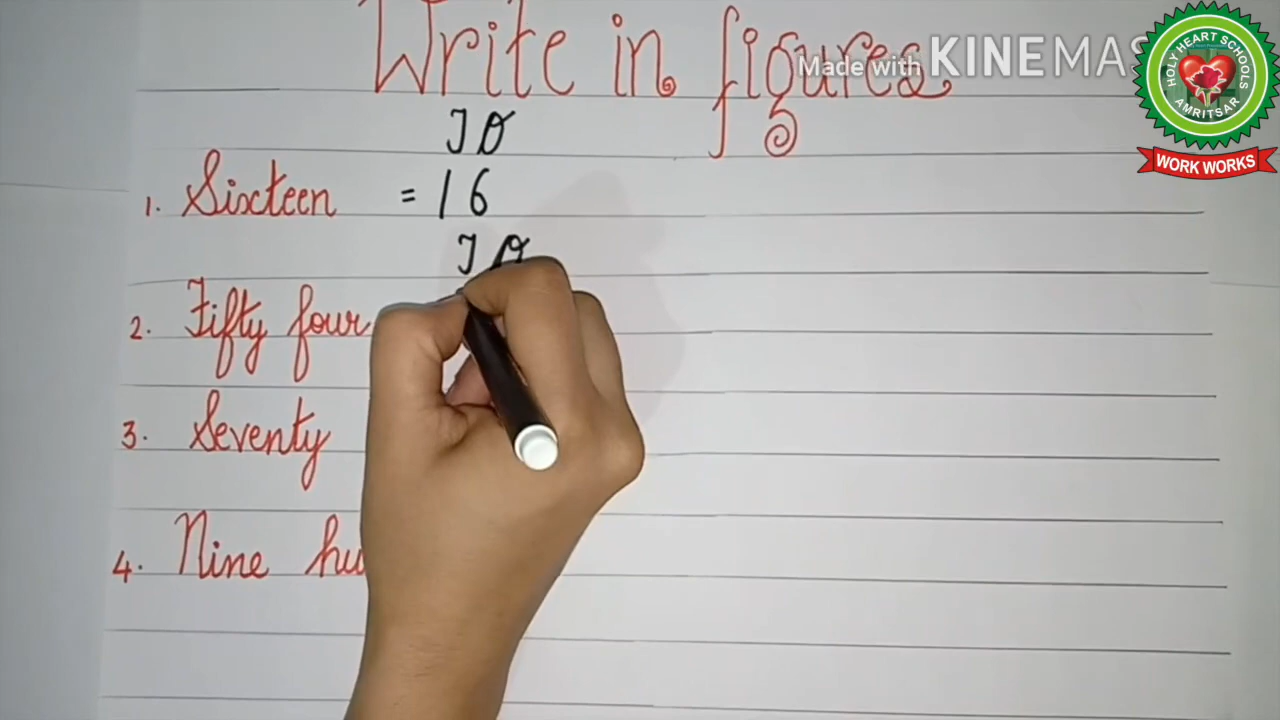 Write in figures
Made with KINEMAS
HOLY HEART SCHOOLS
AMRITSAR
WORK WORKS
T O
1. Sixteen = 16
T O
2. Fifty four
3. Seventy
4. Nine hu